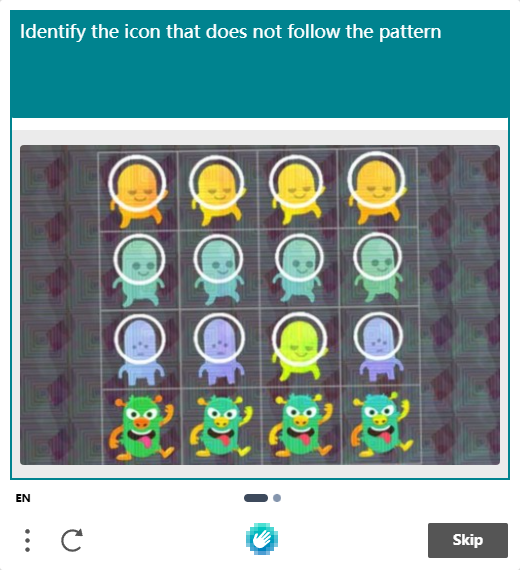 Identify the icon that does not follow the pattern
EN
Skip